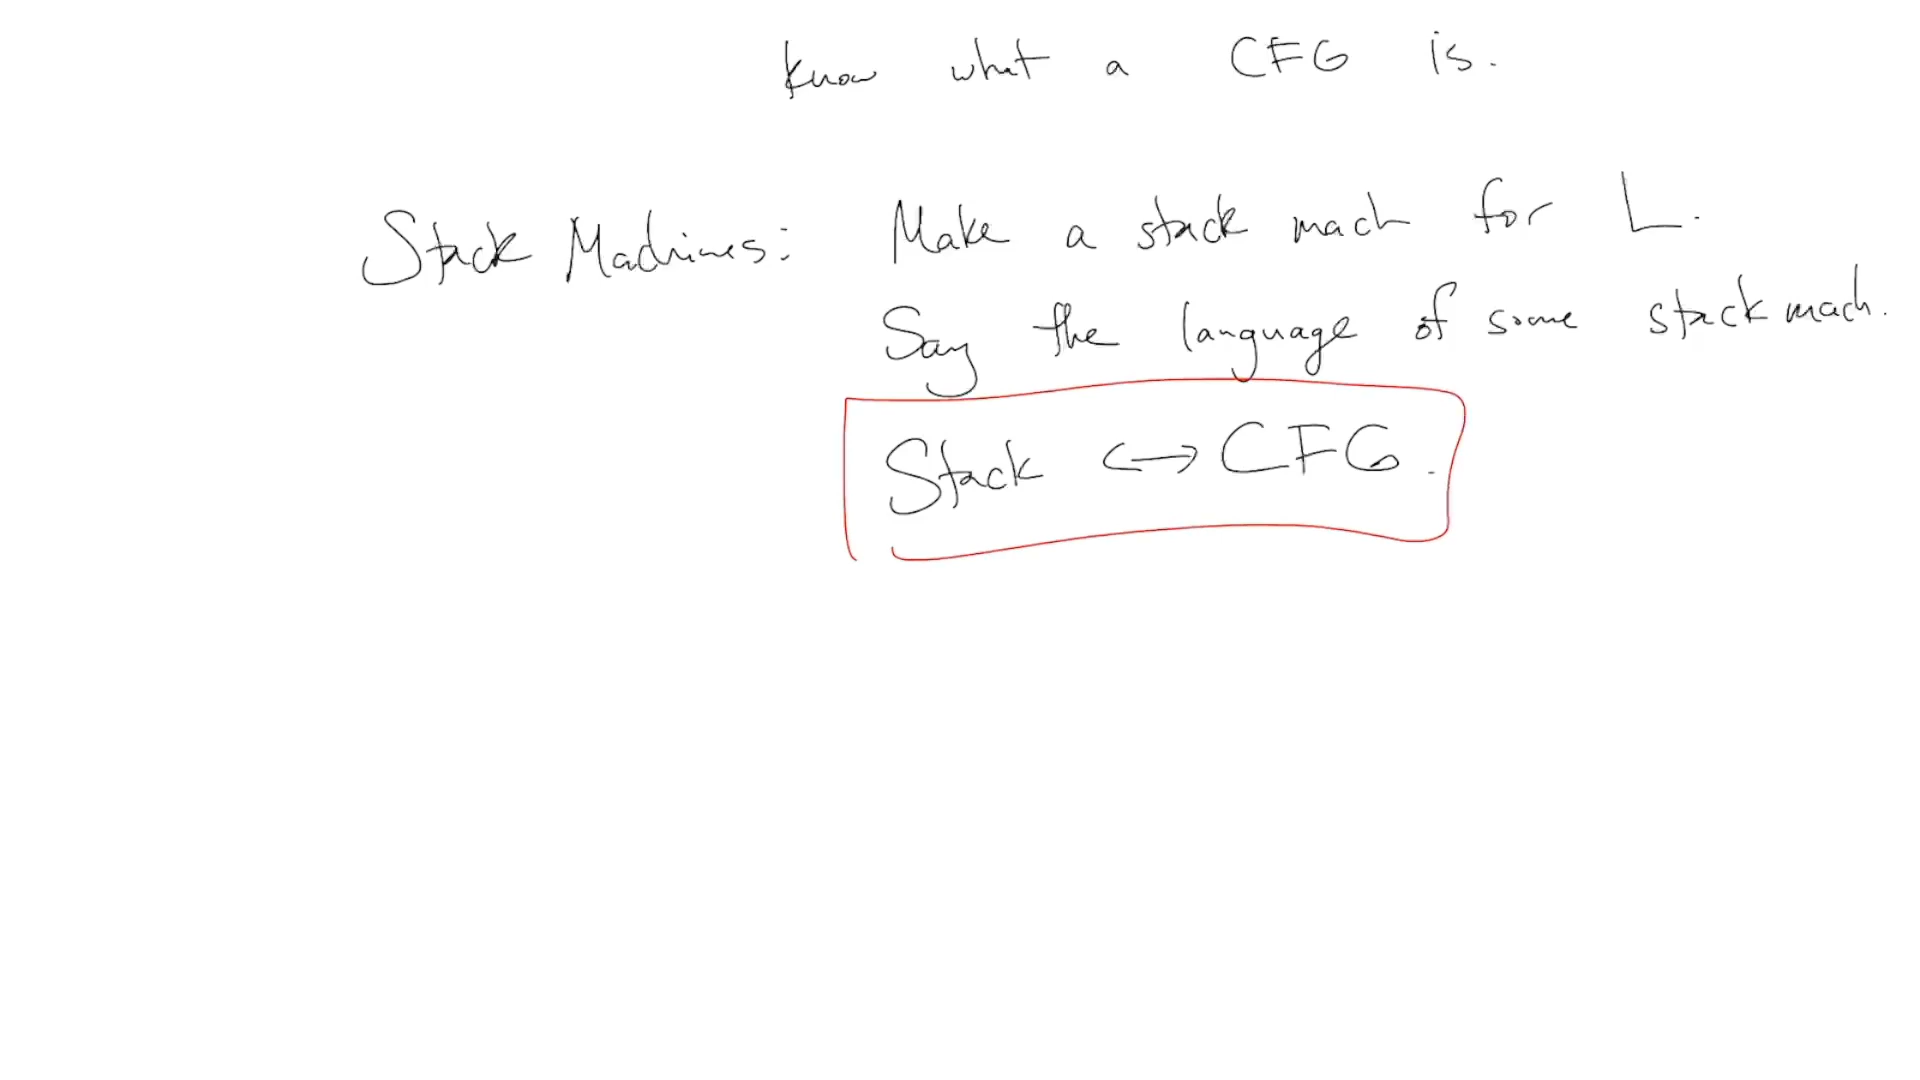 know what a CFG is.
Stack Machines: Make a stack mach for L.
Say the language of some stack mach.
Stack ↔ CFG.